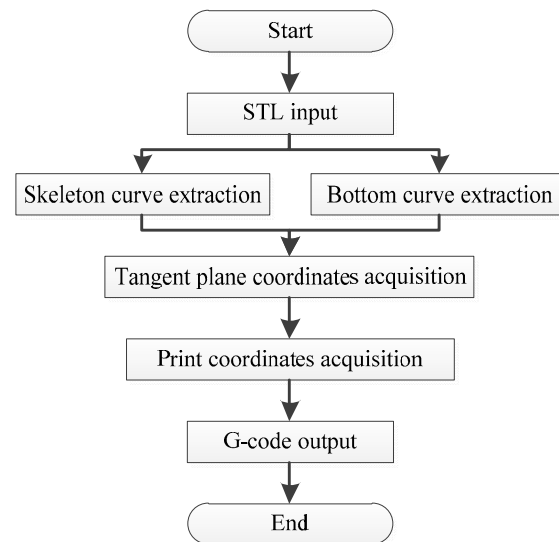 Start
STL input
Skeleton curve extraction
Bottom curve extraction
Tangent plane coordinates acquisition
Print coordinates acquisition
G-code output
End